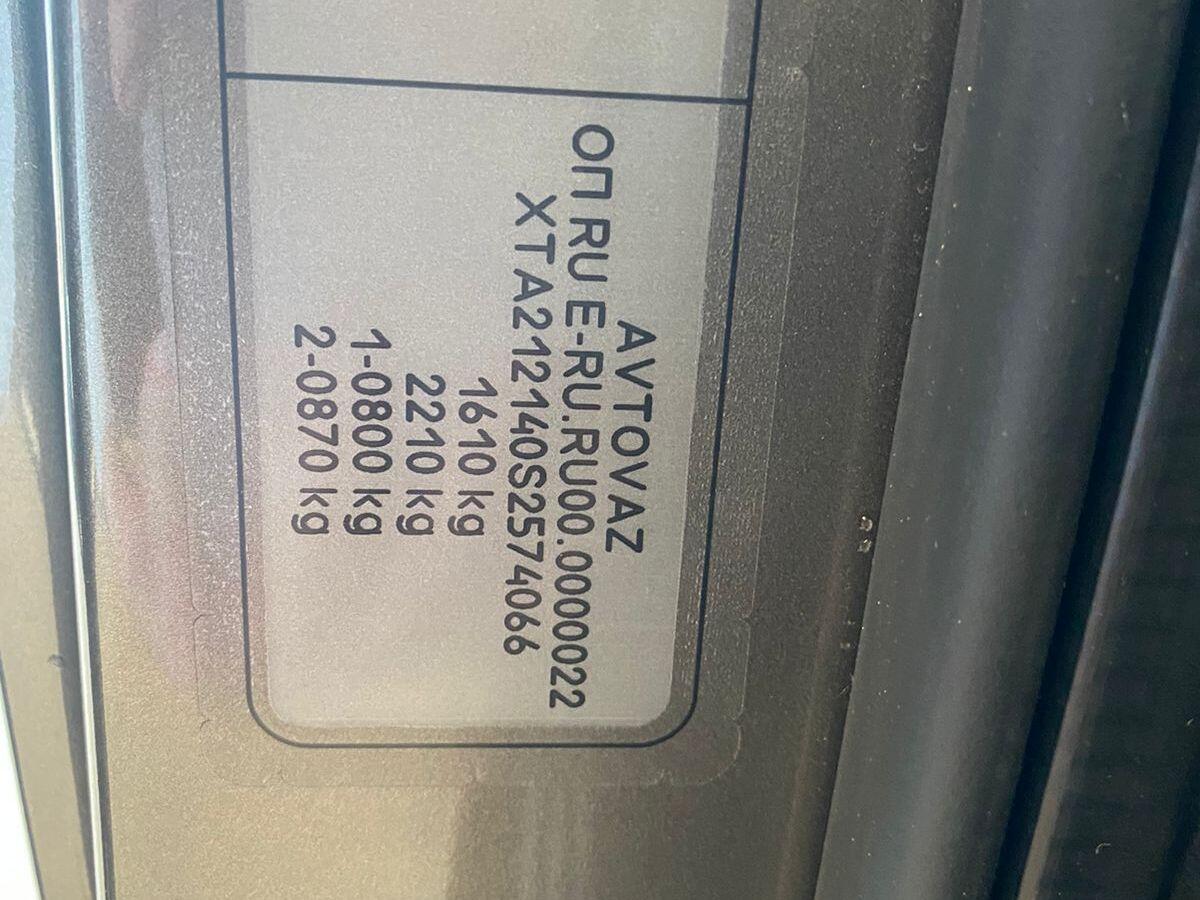 AVTOVAZ
ОП RU E-RU.RU00.0000022
XTA212140S2574066
1610 kg
2210 kg
1-0800 kg
2-0870 kg